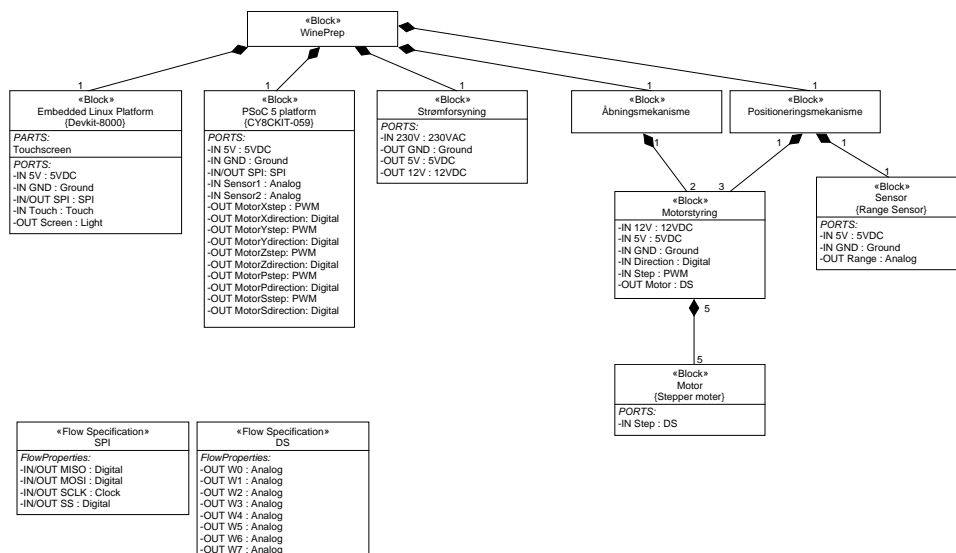 «Block»
WinePrep
1
1
1
1
1
«Block»
Embedded Linux Platform
{Devkit-8000}
PARTS:
Touchscreen
PORTS:
-IN 5V : 5VDC
-IN GND : Ground
-IN/OUT SPI : SPI
-IN Touch : Touch
-OUT Screen : Light
«Block»
PSoC 5 platform
{CY8CKIT-059}
PORTS:
-IN 5V : 5VDC
-IN GND : Ground
-IN/OUT SPI: SPI
-IN Sensor1 : Analog
-IN Sensor2 : Analog
-OUT MotorXstep : PWM
-OUT MotorXdirection: Digital
-OUT MotorYstep: PWM
-OUT MotorYdirection: Digital
-OUT MotorZstep: PWM
-OUT MotorZdirection: Digital
-OUT MotorPstep: PWM
-OUT MotorPdirection: Digital
-OUT MotorSstep: PWM
-OUT MotorSdirection: Digital
«Block»
Strømforsyning
PORTS:
-IN 230V : 230VAC
-OUT GND : Ground
-OUT 5V : 5VDC
-OUT 12V : 12VDC
«Block»
Åbningsmekanisme
«Block»
Positioneringmekanisme
1
1
1
2
3
1
«Block»
Motorstyring
-IN 12V : 12VDC
-IN 5V : 5VDC
-IN GND : Ground
-IN Direction : Digital
-IN Step : PWM
-OUT Motor : DS
«Block»
Sensor
{Range Sensor}
PORTS:
-IN 5V : 5VDC
-IN GND : Ground
-OUT Range : Analog
5
5
«Block»
Motor
{Stepper moter}
PORTS:
-IN Step : DS
«Flow Specification»
SPI
FlowProperties:
-IN/OUT MISO : Digital
-IN/OUT MOSI : Digital
-IN/OUT SCLK : Clock
-IN/OUT SS : Digital
«Flow Specification»
DS
FlowProperties:
-OUT W0 : Analog
-OUT W1 : Analog
-OUT W2 : Analog
-OUT W3 : Analog
-OUT W4 : Analog
-OUT W5 : Analog
-OUT W6 : Analog
-OUT W7 : Analog